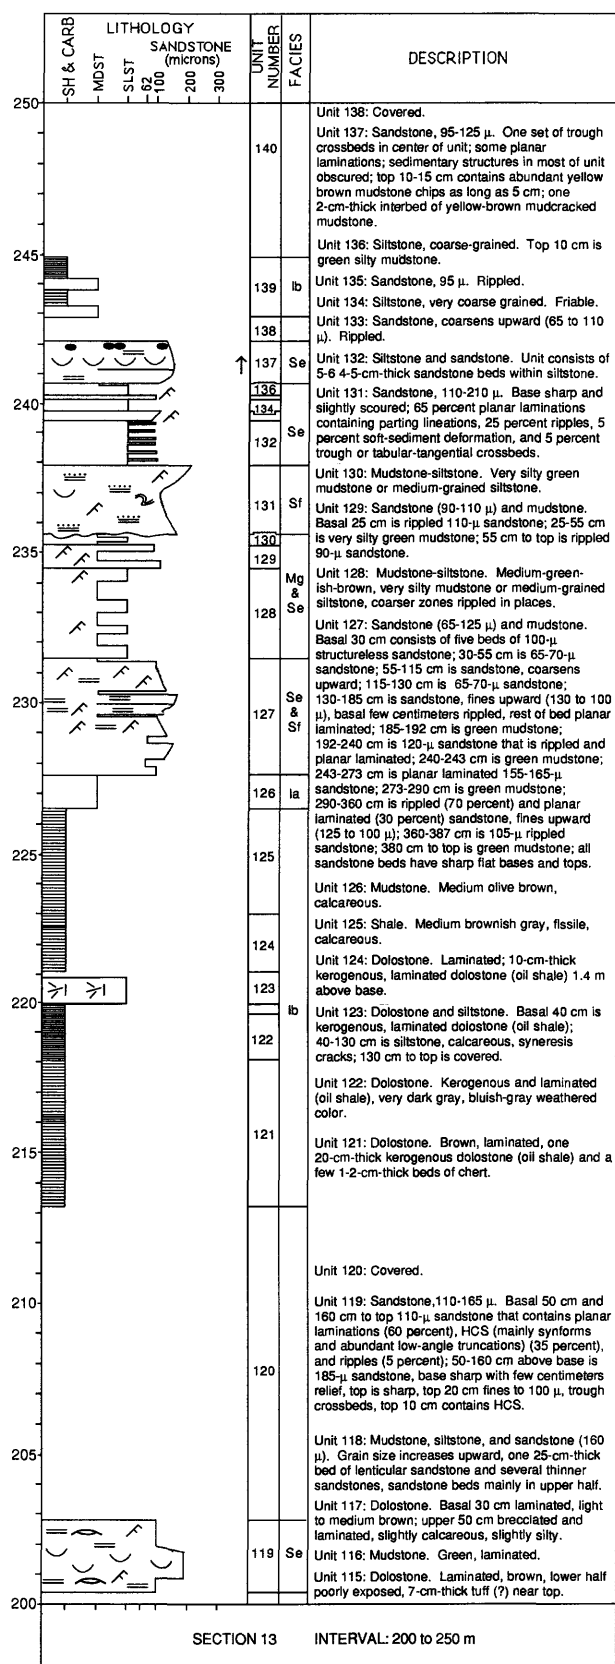 LITHOLOGY
SH & CARB
MDST
SLST
SANDSTONE
(microns)
62
100
200
300
UNIT
NUMBER
FACIES
DESCRIPTION
250
245
240
235
230
225
220
215
210
205
200
140
139
138
137
136
134
132
131
130
129
128
127
126
125
124
123
122
121
120
119
Ib
Se
Se
Sf
Mg
&
Se
Se
&
Sf
Ia
Ib
Se
Unit 138: Covered.
Unit 137: Sandstone, 95-125 µ. One set of trough
crossbeds in center of unit; some planar
laminations; sedimentary structures in most of unit
obscured; top 10-15 cm contains abundant yellow
brown mudstone chips as long as 5 cm; one
2-cm-thick interbed of yellow-brown mudcracked
mudstone.
Unit 136: Siltstone, coarse-grained. Top 10 cm is
green silty mudstone.
Unit 135: Sandstone, 95 µ. Rippled.
Unit 134: Siltstone, very coarse grained. Friable.
Unit 133: Sandstone, coarsens upward (65 to 110
µ). Rippled.
Unit 132: Siltstone and sandstone. Unit consists of
5-6 4-5-cm-thick sandstone beds within siltstone.
Unit 131: Sandstone, 110-210 µ. Base sharp and
slightly scoured; 65 percent planar laminations
containing parting lineations, 25 percent ripples, 5
percent soft-sediment deformation, and 5 percent
trough or tabular-tangential crossbeds.
Unit 130: Mudstone-siltstone. Very silty green
mudstone or medium-grained siltstone.
Unit 129: Sandstone (90-110 µ) and mudstone.
Basal 25 cm is rippled 110-µ sandstone; 25-55 cm
is very silty green mudstone; 55 cm to top is rippled
90-µ sandstone.
Unit 128: Mudstone-siltstone. Medium-green-
ish-brown, very silty mudstone or medium-grained
siltstone, coarser zones rippled in places.
Unit 127: Sandstone (65-125 µ) and mudstone.
Basal 30 cm consists of five beds of 100-µ
structureless sandstone; 30-55 cm is 65-70-µ
sandstone; 55-115 cm is sandstone, coarsens
upward; 115-130 cm is 65-70-µ sandstone;
130-185 cm is sandstone, fines upward (130 to 100
µ), basal few centimeters rippled, rest of bed planar
laminated; 185-192 cm is green mudstone;
192-240 cm is 120-µ sandstone that is rippled and
planar laminated; 240-243 cm is green mudstone;
243-273 cm is planar laminated 155-165-µ
sandstone; 273-290 cm is green mudstone;
290-360 cm is rippled (70 percent) and planar
laminated (30 percent) sandstone, fines upward
(125 to 100 µ); 360-387 cm is 105-µ rippled
sandstone; 380 cm to top is green mudstone; all
sandstone beds have sharp flat bases and tops.
Unit 126: Mudstone. Medium olive brown,
calcareous.
Unit 125: Shale. Medium brownish gray, fissile,
calcareous.
Unit 124: Dolostone. Laminated; 10-cm-thick
kerogenous, laminated dolostone (oil shale) 1.4 m
above base.
Unit 123: Dolostone and siltstone. Basal 40 cm is
kerogenous, laminated dolostone (oil shale);
40-130 cm is siltstone, calcareous, syneresis
cracks; 130 cm to top is covered.
Unit 122: Dolostone. Kerogenous and laminated
(oil shale), very dark gray, bluish-gray weathered
color.
Unit 121: Dolostone. Brown, laminated, one
20-cm-thick kerogenous dolostone (oil shale) and a
few 1-2-cm-thick beds of chert.
Unit 120: Covered.
Unit 119: Sandstone,110-165 µ. Basal 50 cm and
160 cm to top 110-µ sandstone that contains planar
laminations (60 percent), HCS (mainly synforms
and abundant low-angle truncations) (35 percent),
and ripples (5 percent); 50-160 cm above base is
185-µ sandstone, base sharp with few centimeters
relief, top is sharp, top 20 cm fines to 100 µ, trough
crossbeds, top 10 cm contains HCS.
Unit 118: Mudstone, siltstone, and sandstone (160
µ). Grain size increases upward, one 25-cm-thick
bed of lenticular sandstone and several thinner
sandstones, sandstone beds mainly in upper half.
Unit 117: Dolostone. Basal 30 cm laminated, light
to medium brown; upper 50 cm brecciated and
laminated, slightly calcareous, slightly silty.
Unit 116: Mudstone. Green, laminated.
Unit 115: Dolostone. Laminated, brown, lower half
poorly exposed, 7-cm-thick tuff (?) near top.
SECTION 13 INTERVAL: 200 to 250 m